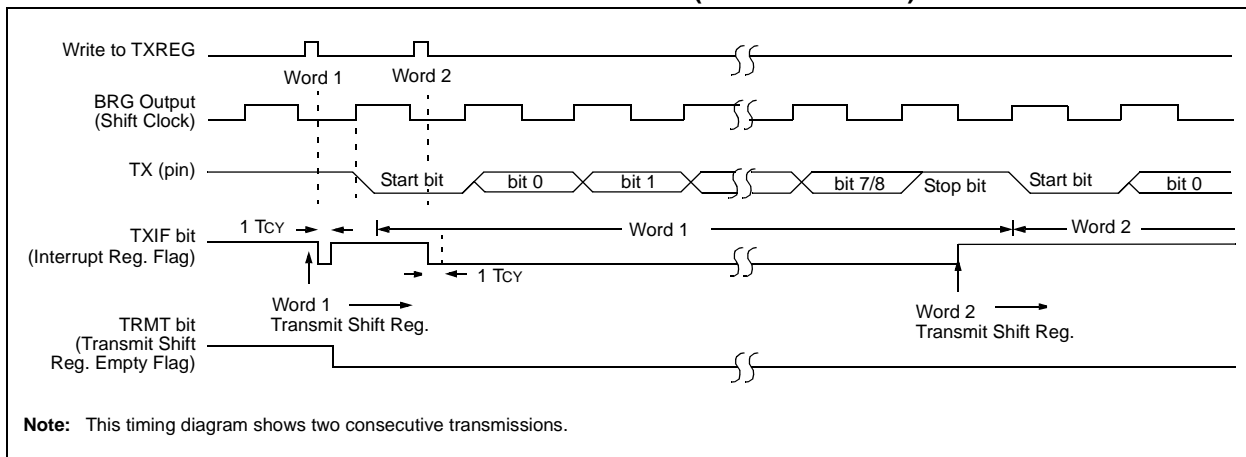 Write to TXREG
Word 1
Word 2
BRG Output
(Shift Clock)
TX (pin)
Start bit
bit 0
bit 1
bit 7/8
Stop bit
Start bit
bit 0
TXIF bit
(Interrupt Reg. Flag)
1 TCY
Word 1
Word 2
1 TCY
Word 1
Transmit Shift Reg.
Word 2
Transmit Shift Reg.
TRMT bit
(Transmit Shift
Reg. Empty Flag)
Note: This timing diagram shows two consecutive transmissions.